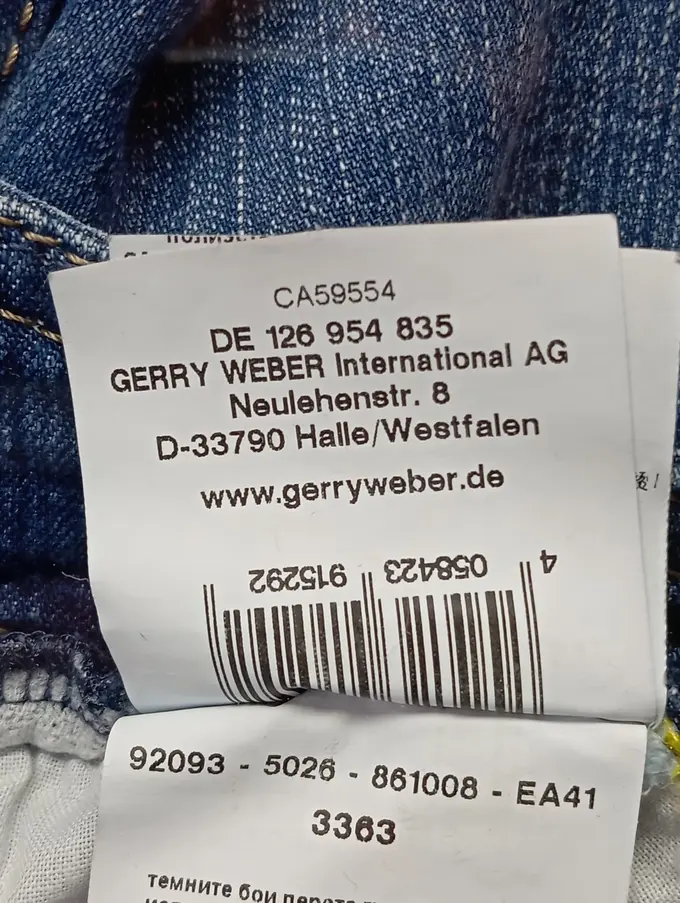 CA59554
DE 126 954 835
GERRY WEBER International AG
Neulehenstr. 8
D-33790 Halle/Westfalen
www.gerryweber.de
4 058423 915292
92093 - 5026 - 861008 - EA41
3363
темните бои перете